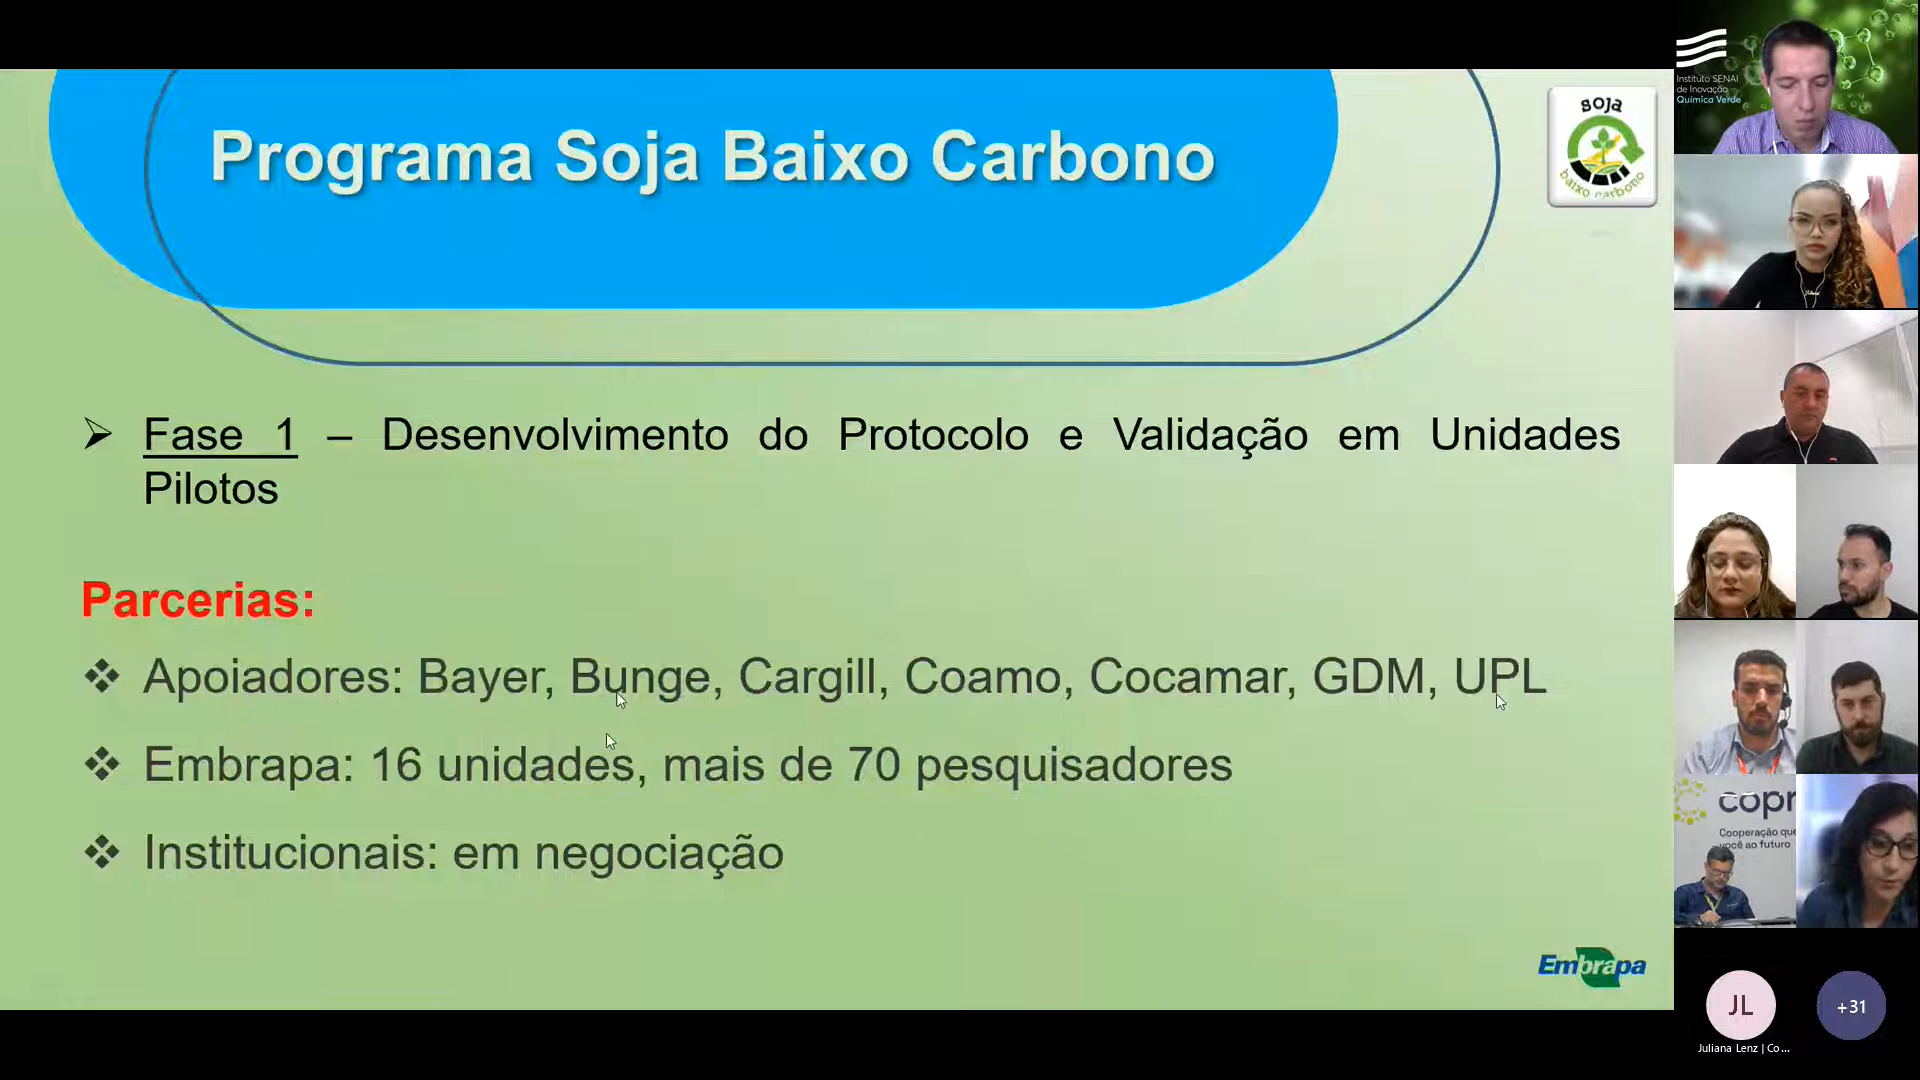 Programa Soja Baixo Carbono
soja
baixo carbono
➢ Fase 1 – Desenvolvimento do Protocolo e Validação em Unidades
Pilotos
Parcerias:
❖ Apoiadores: Bayer, Bunge, Cargill, Coamo, Cocamar, GDM, UPL
❖ Embrapa: 16 unidades, mais de 70 pesquisadores
❖ Institucionais: em negociação
Embrapa
Instituto SENAI
de Inovação
Química Verde
copr
Cooperação que
você ao futuro
JL
+31
Juliana Lenz | Co...